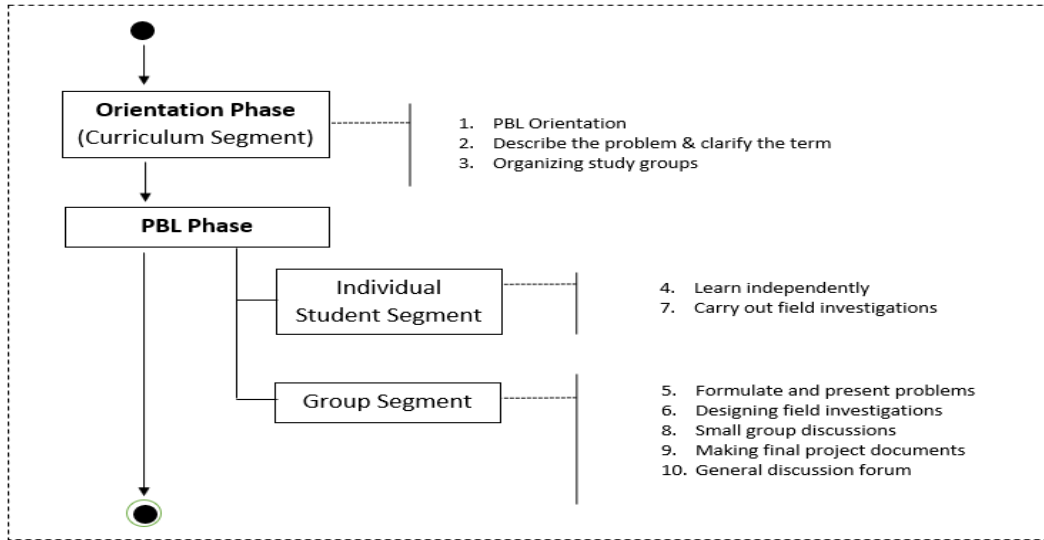 Orientation Phase
(Curriculum Segment)
1. PBL Orientation
2. Describe the problem & clarify the term
3. Organizing study groups
PBL Phase
Individual
Student Segment
4. Learn independently
7. Carry out field investigations
Group Segment
5. Formulate and present problems
6. Designing field investigations
8. Small group discussions
9. Making final project documents
10. General discussion forum